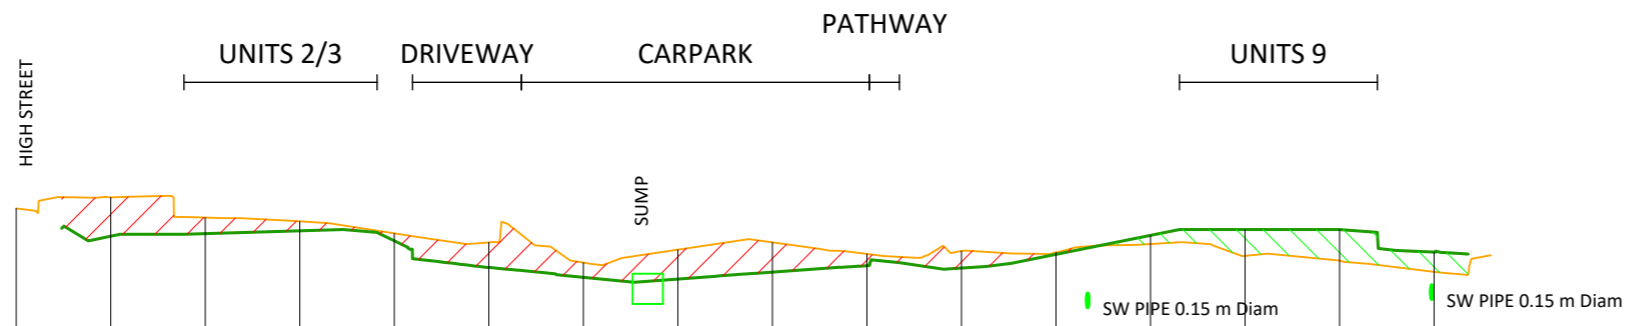 PATHWAY
UNITS 2/3
DRIVEWAY
CARPARK
UNITS 9
HIGH STREET
SUMP
SW PIPE 0.15 m Diam
SW PIPE 0.15 m Diam